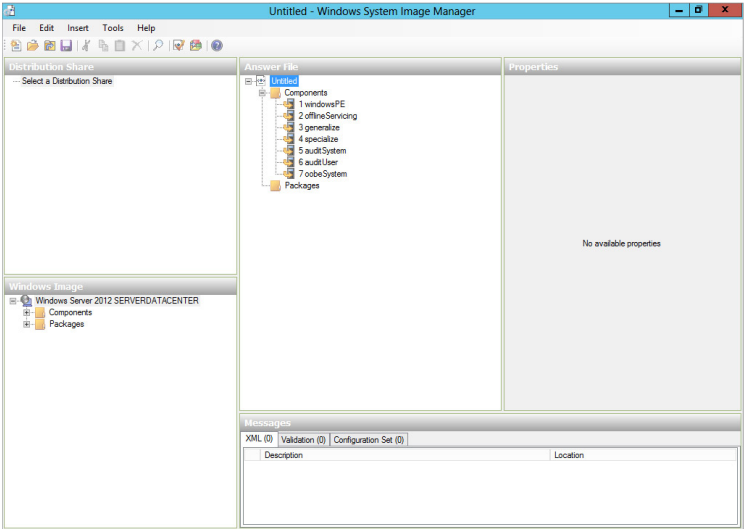 Untitled - Windows System Image Manager
File Edit Insert Tools Help
Distribution Share
Select a Distribution Share
Answer File
Untitled
Components
1 windowsPE
2 offlineServicing
3 generalize
4 specialize
5 auditSystem
6 auditUser
7 oobeSystem
Packages
Properties
No available properties
Windows Image
Windows Server 2012 SERVERDATACENTER
Components
Packages
Messages
XML (0) Validation (0) Configuration Set (0)
Description Location